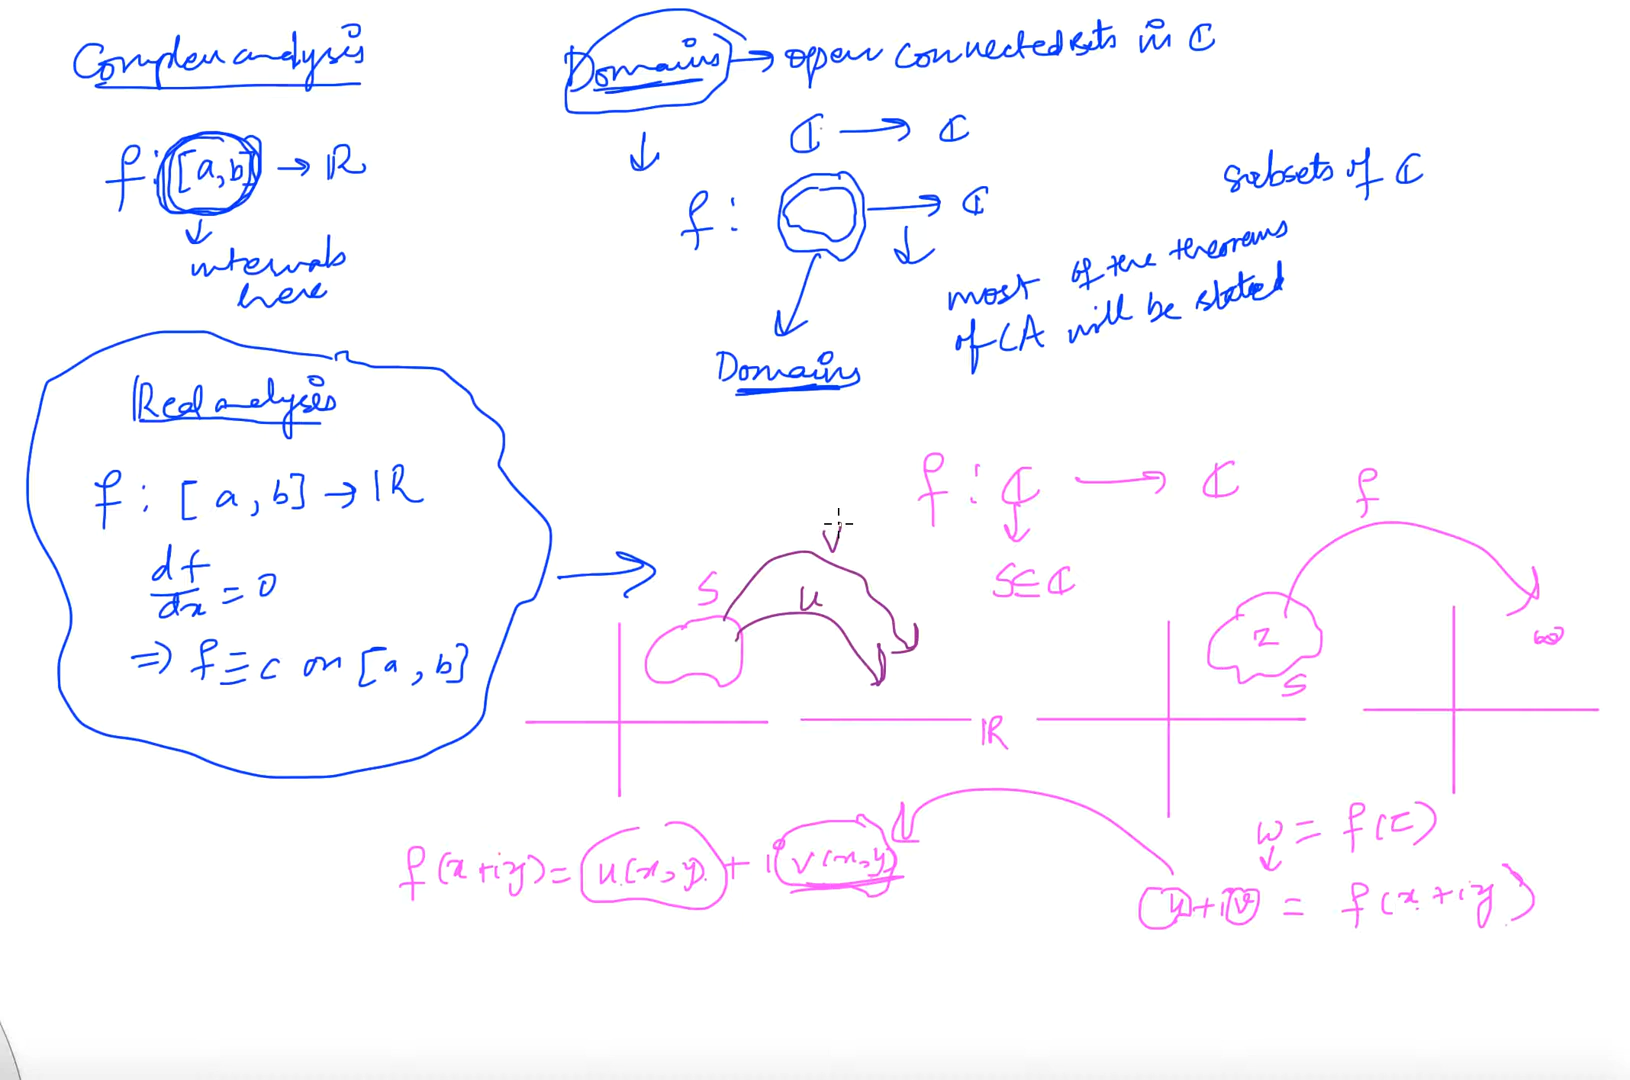 Complex analysis
f : [a,b] → ℝ
intervals
here
Domains → open connected sets in ℂ
ℂ → ℂ
f : → ℂ
Domains
subsets of ℂ
most of the theorems
of CA will be stated
Real analysis
f : [a, b] → ℝ
df/dx = 0
⇒ f ≡ c on [a, b]
f : ℂ → ℂ
S ⊆ ℂ
S
u
v
ℝ
f
z
S
ω
f(x+iy) = u(x,y) + i v(x,y)
w = f(z)
u+iv = f(x+iy)